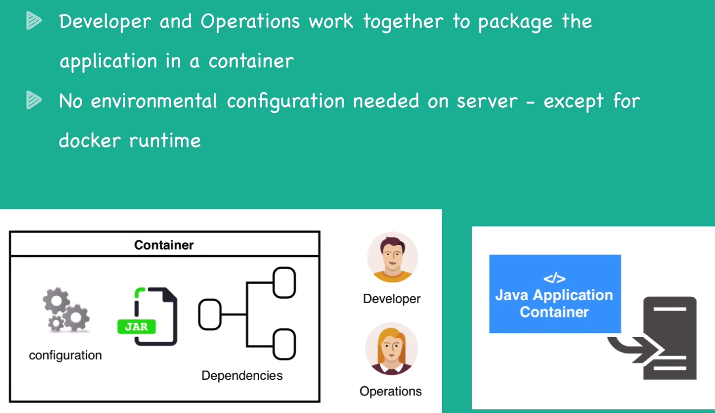 Developer and Operations work together to package the
application in a container
No environmental configuration needed on server - except for
docker runtime
Container
configuration
JAR
Dependencies
Developer
Operations
</>
Java Application
Container